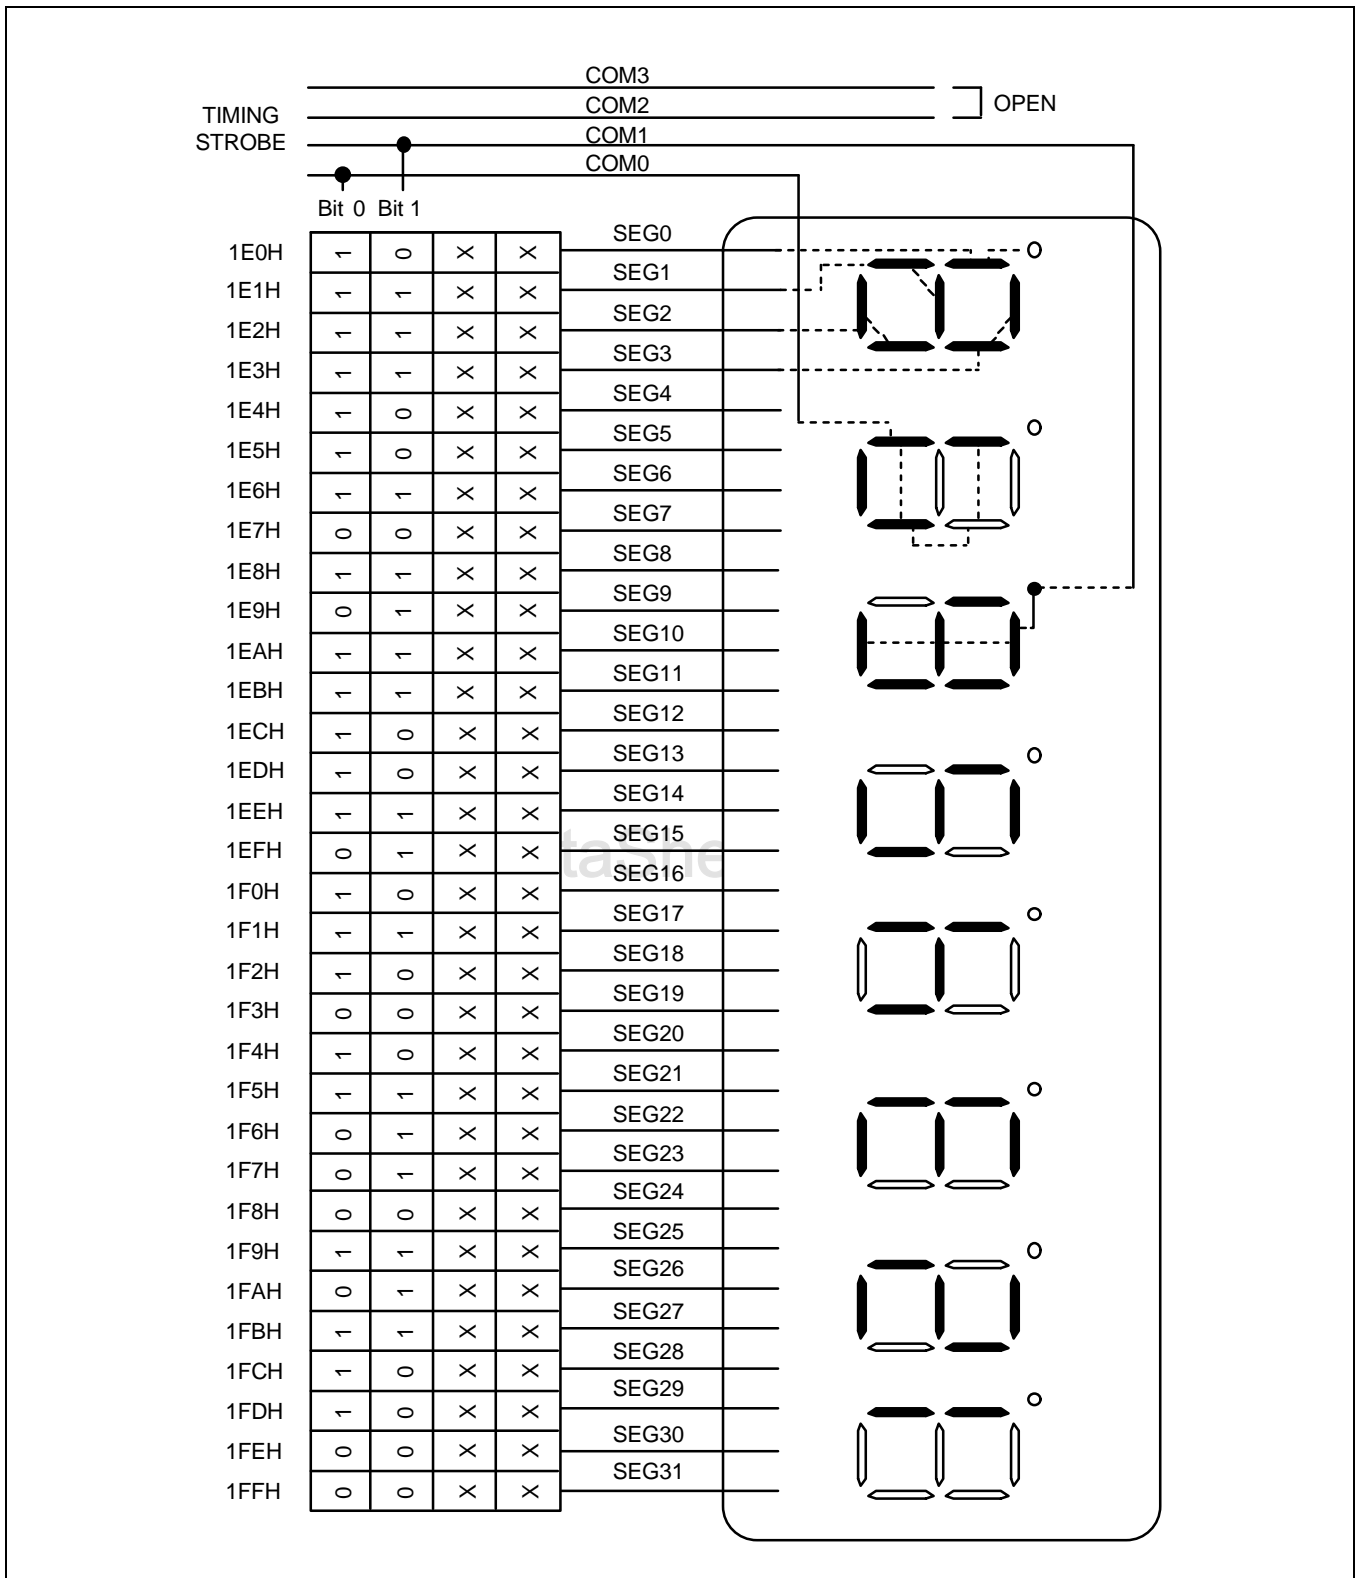 COM3
COM2
OPEN
TIMING
STROBE
COM1
COM0
Bit 0 Bit 1
1E0H 1 0 X X SEG0
1E1H 1 1 X X SEG1
1E2H 1 1 X X SEG2
1E3H 1 1 X X SEG3
1E4H 1 0 X X SEG4
1E5H 1 0 X X SEG5
1E6H 1 1 X X SEG6
1E7H 0 0 X X SEG7
1E8H 1 1 X X SEG8
1E9H 0 1 X X SEG9
1EAH 1 1 X X SEG10
1EBH 1 1 X X SEG11
1ECH 1 0 X X SEG12
1EDH 1 0 X X SEG13
1EEH 1 1 X X SEG14
1EFH 0 1 X X SEG15
taShe
1F0H 1 0 X X SEG16
1F1H 1 1 X X SEG17
1F2H 1 0 X X SEG18
1F3H 0 0 X X SEG19
1F4H 1 0 X X SEG20
1F5H 1 1 X X SEG21
1F6H 0 1 X X SEG22
1F7H 0 1 X X SEG23
1F8H 0 0 X X SEG24
1F9H 1 1 X X SEG25
1FAH 0 1 X X SEG26
1FBH 1 1 X X SEG27
1FCH 1 0 X X SEG28
1FDH 1 0 X X SEG29
1FEH 0 0 X X SEG30
1FFH 0 0 X X SEG31